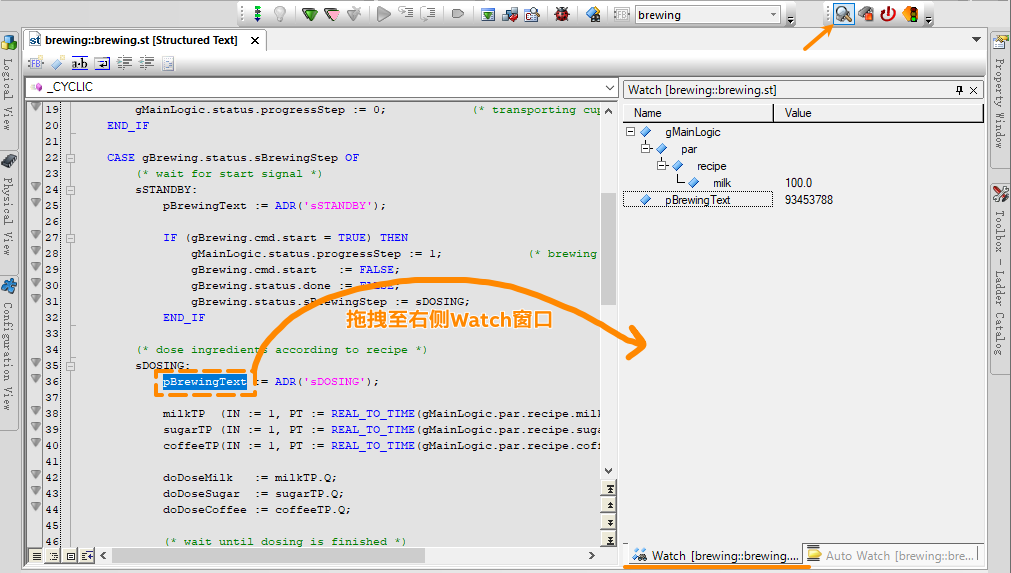 brewing
brewing::brewing.st [Structured Text]
_CYCLIC
Logical View
Physical View
Configuration View
19 gMainLogic.status.progressStep := 0; (* transporting cup
20 END_IF
21
22 CASE gBrewing.status.sBrewingStep OF
23 (* wait for start signal *)
24 sSTANDBY:
25 pBrewingText := ADR('sSTANDBY');
26
27 IF (gBrewing.cmd.start = TRUE) THEN
28 gMainLogic.status.progressStep := 1; (* brewing
29 gBrewing.cmd.start := FALSE;
30 gBrewing.status.done := FALSE;
31 gBrewing.status.sBrewingStep := sDOSING;
32 END_IF
33
34 (* dose ingredients according to recipe *)
35 sDOSING:
36 pBrewingText := ADR('sDOSING');
37
38 milkTP (IN := 1, PT := REAL_TO_TIME(gMainLogic.par.recipe.milk
39 sugarTP (IN := 1, PT := REAL_TO_TIME(gMainLogic.par.recipe.suga
40 coffeeTP(IN := 1, PT := REAL_TO_TIME(gMainLogic.par.recipe.coff
41
42 doDoseMilk := milkTP.Q;
43 doDoseSugar := sugarTP.Q;
44 doDoseCoffee := coffeeTP.Q;
45
46 (* wait until dosing is finished *)
拖拽至右侧Watch窗口
Watch [brewing::brewing.st]
Name Value
gMainLogic
par
recipe
milk 100.0
pBrewingText 93453788
Watch [brewing::brewing....
Auto Watch [brewing::bre...
Property Window
Toolbox - Ladder Catalog